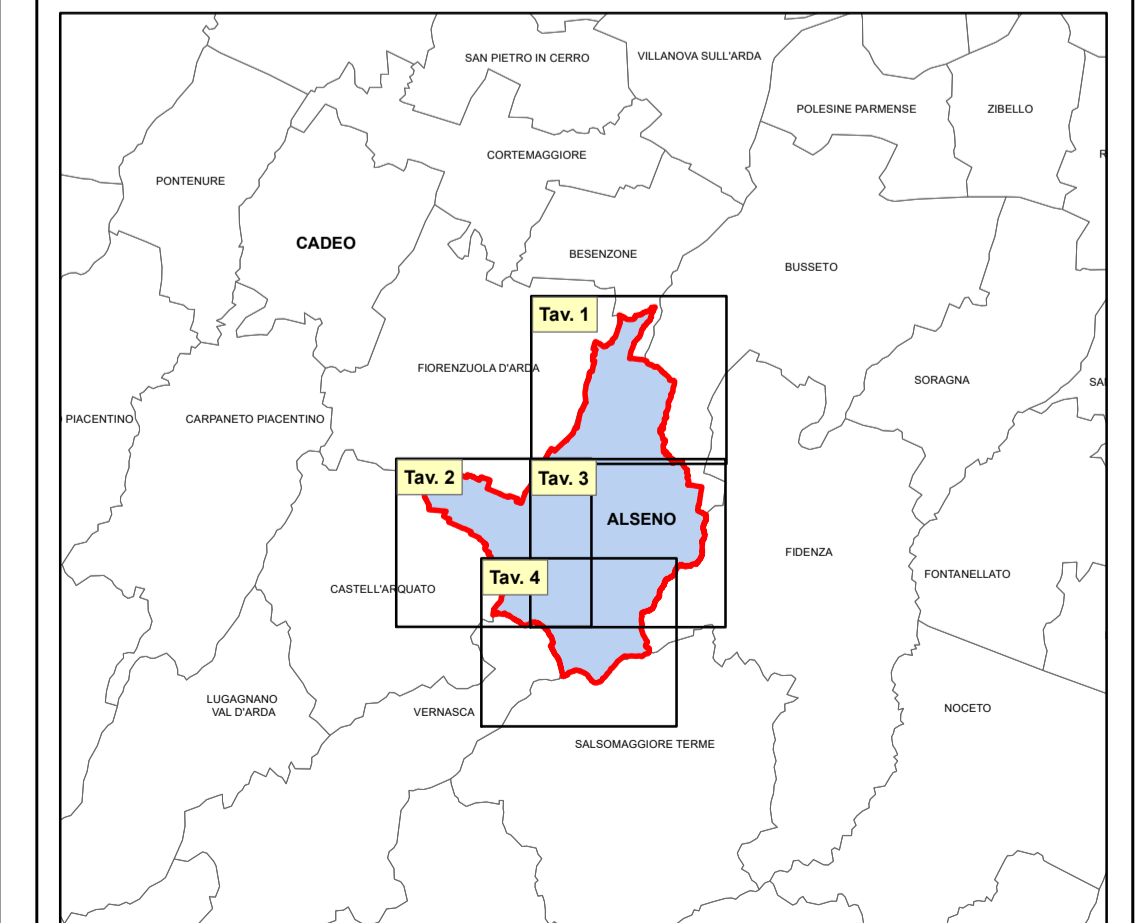 SAN PIETRO IN CERRO
VILLANOVA SULL'ARDA
POLESINE PARMENSE
ZIBELLO
CORTEMAGGIORE
R
PONTENURE
CADEO
BESENZONE
BUSSETO
Tav. 1
FIORENZUOLA D'ARDA
SORAGNA
SA
PIACENTINO
CARPANETO PIACENTINO
Tav. 2
Tav. 3
ALSENO
FIDENZA
Tav. 4
FONTANELLATO
CASTELL'ARQUATO
LUGAGNANO
VAL D'ARDA
VERNASCA
NOCETO
SALSOMAGGIORE TERME